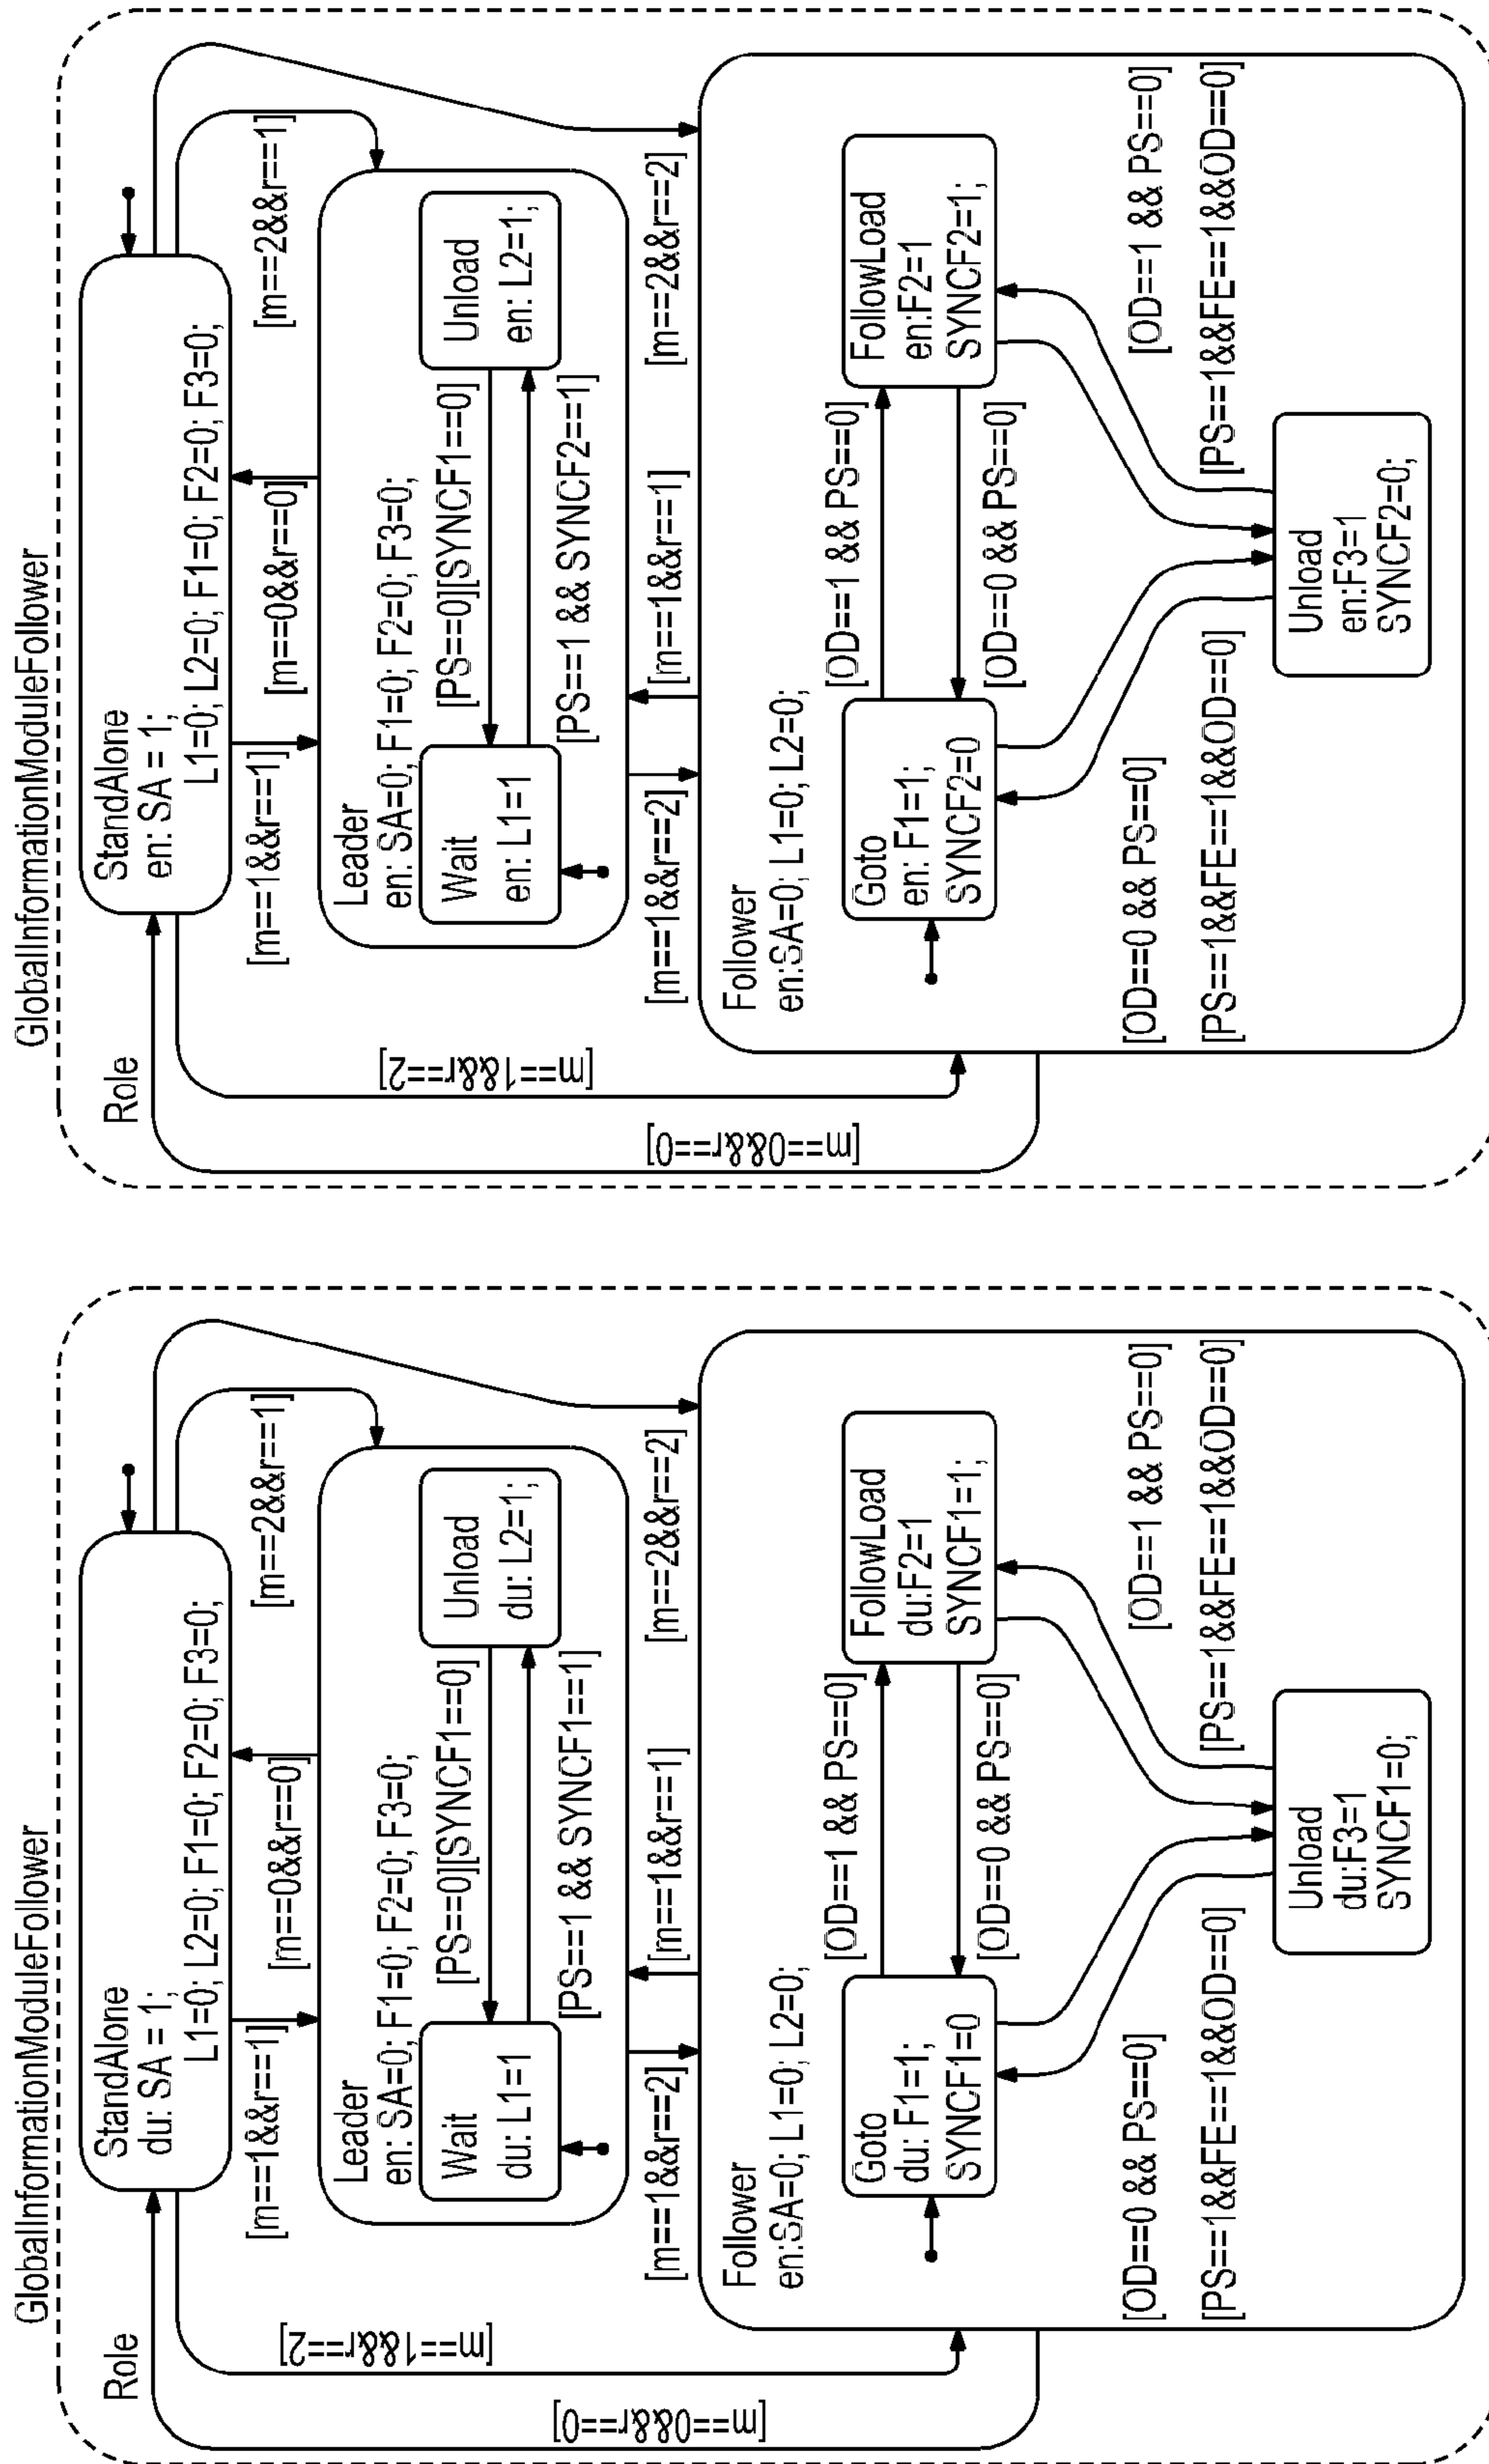 GlobalInformationModuleFollower
Role
StandAlone
du: SA = 1;
L1=0; L2=0; F1=0; F2=0; F3=0;
[m==1&&r==1]
[m==0&&r==0]
[m==2&&r==1]
Leader
en: SA=0; F1=0; F2=0; F3=0;
Wait
du: L1=1
[PS==0][SYNCF1==0]
[PS==1 && SYNCF1==1]
Unload
du: L2=1;
[m==1&&r==2]
[m==0&&r==0]
[m==1&&r==2]
[m==1&&r==1]
[m==2&&r==2]
Follower
en:SA=0; L1=0; L2=0;
Goto
du: F1=1;
SYNCF1=0
[OD==1 && PS==0]
[OD==0 && PS==0]
FollowLoad
du:F2=1
SYNCF1=1;
[OD==0 && PS==0]
[PS==1&&FE==1&&OD==0]
[OD==1 && PS==0]
[PS==1&&FE==1&&OD==0]
Unload
du:F3=1
SYNCF1=0;
GlobalInformationModuleFollower
Role
StandAlone
en: SA = 1;
L1=0; L2=0; F1=0; F2=0; F3=0;
[m==1&&r==1]
[m==0&&r==0]
[m==2&&r==1]
Leader
en: SA=0; F1=0; F2=0; F3=0;
Wait
en: L1=1
[PS==0][SYNCF1==0]
[PS==1 && SYNCF2==1]
Unload
en: L2=1;
[m==1&&r==2]
[m==0&&r==0]
[m==1&&r==2]
[m==1&&r==1]
[m==2&&r==2]
Follower
en:SA=0; L1=0; L2=0;
Goto
en: F1=1;
SYNCF2=0
[OD==1 && PS==0]
[OD==0 && PS==0]
FollowLoad
en:F2=1
SYNCF2=1;
[OD==0 && PS==0]
[PS==1&&FE==1&&OD==0]
[OD==1 && PS==0]
[PS==1&&FE==1&&OD==0]
Unload
en:F3=1
SYNCF2=0;